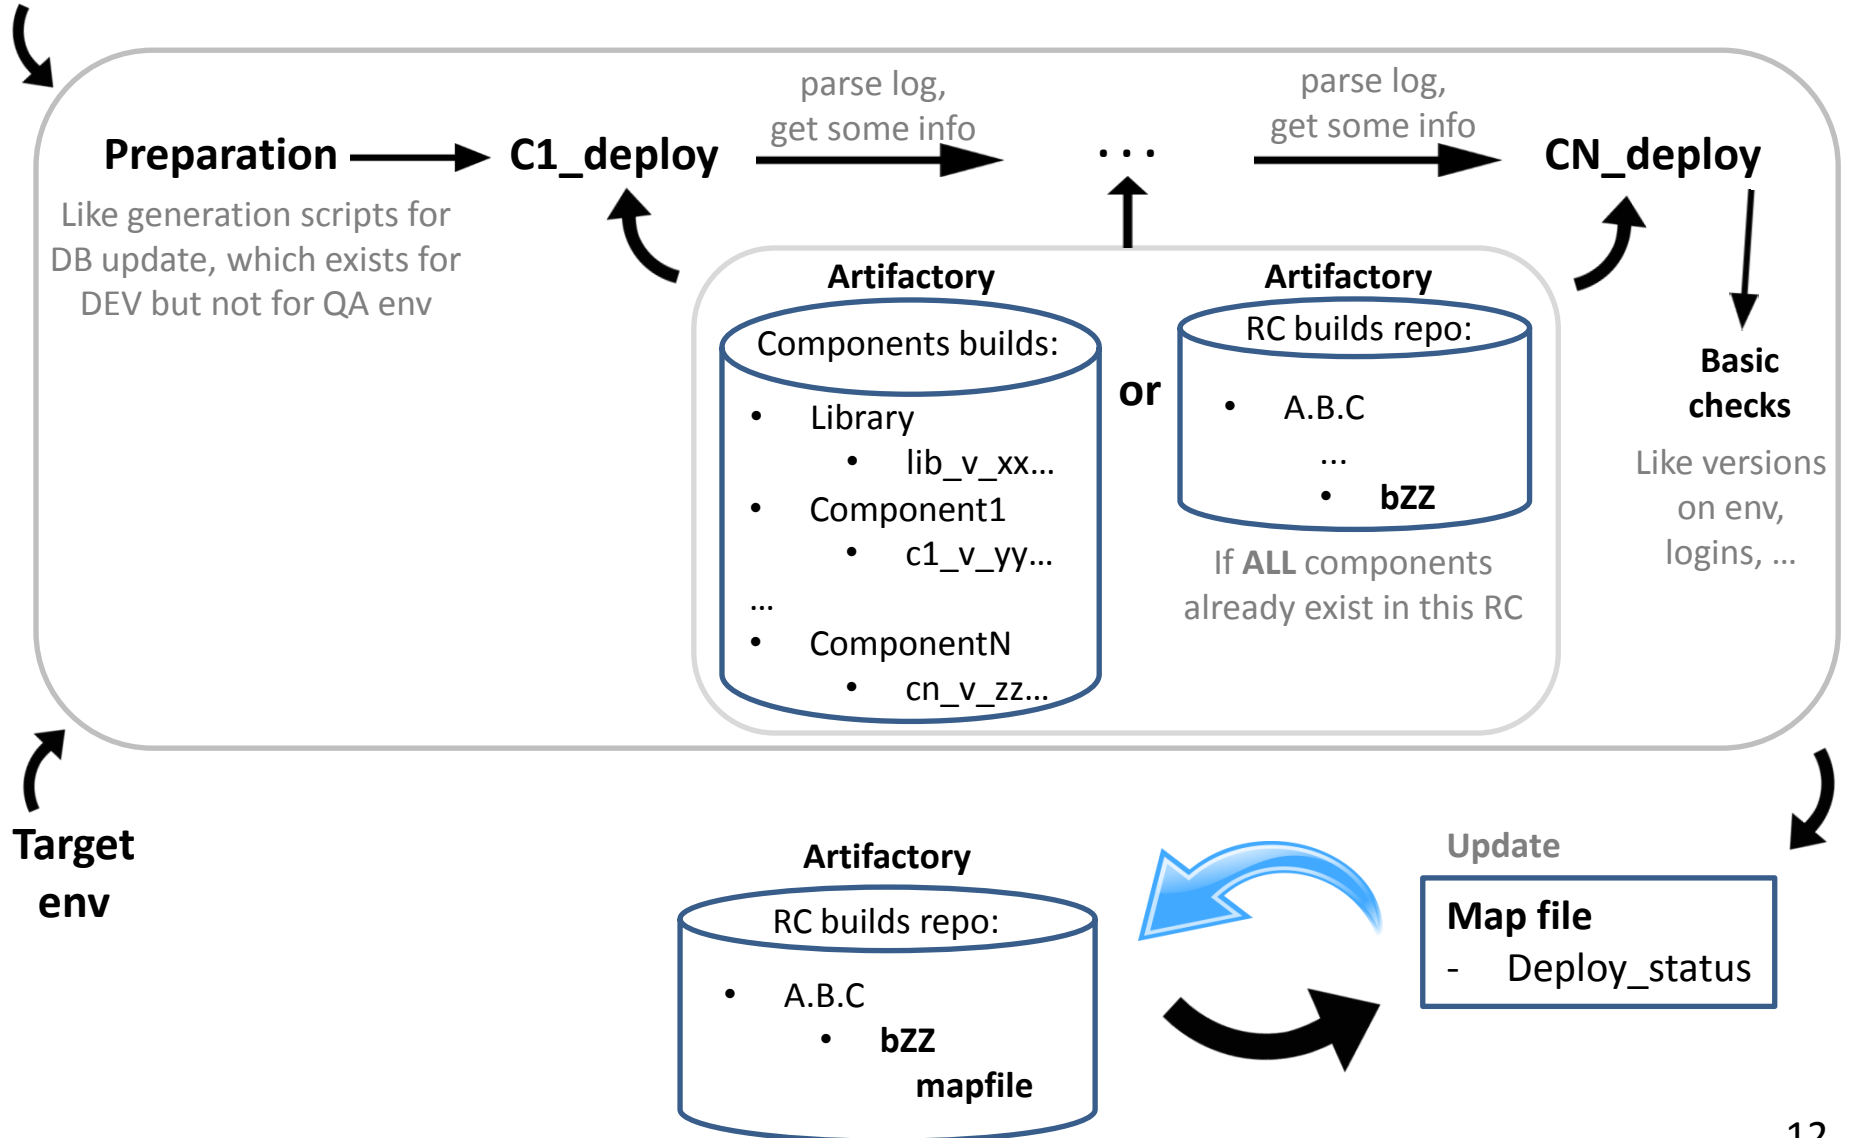 parse log,
get some info
parse log,
get some info
Preparation
C1_deploy
...
CN_deploy
Like generation scripts for
DB update, which exists for
DEV but not for QA env
Artifactory
Components builds:
• Library
• lib_v_xx...
• Component1
• c1_v_yy...
...
• ComponentN
• cn_v_zz...
or
Artifactory
RC builds repo:
• A.B.C
...
• bZZ
If ALL components
already exist in this RC
Basic
checks
Like versions
on env,
logins, ...
Target
env
Artifactory
RC builds repo:
• A.B.C
• bZZ
mapfile
Update
Map file
- Deploy_status
12